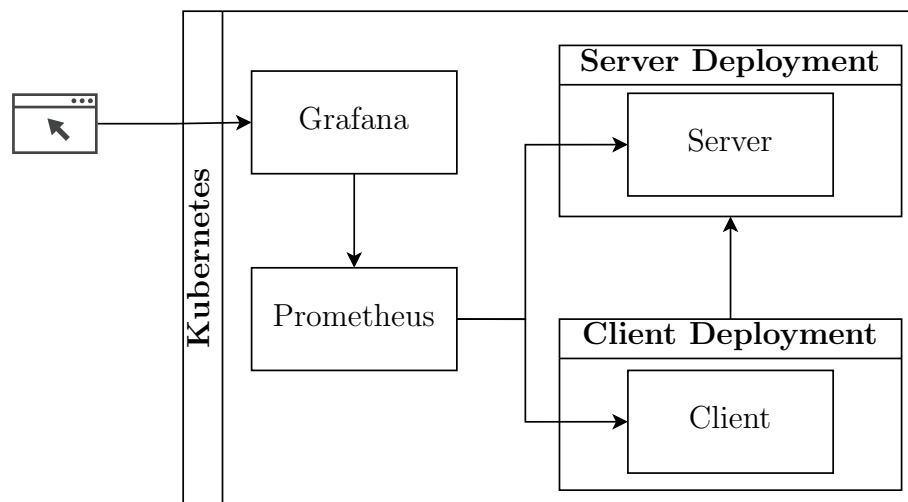 Kubernetes
Grafana
Prometheus
Server Deployment
Server
Client Deployment
Client